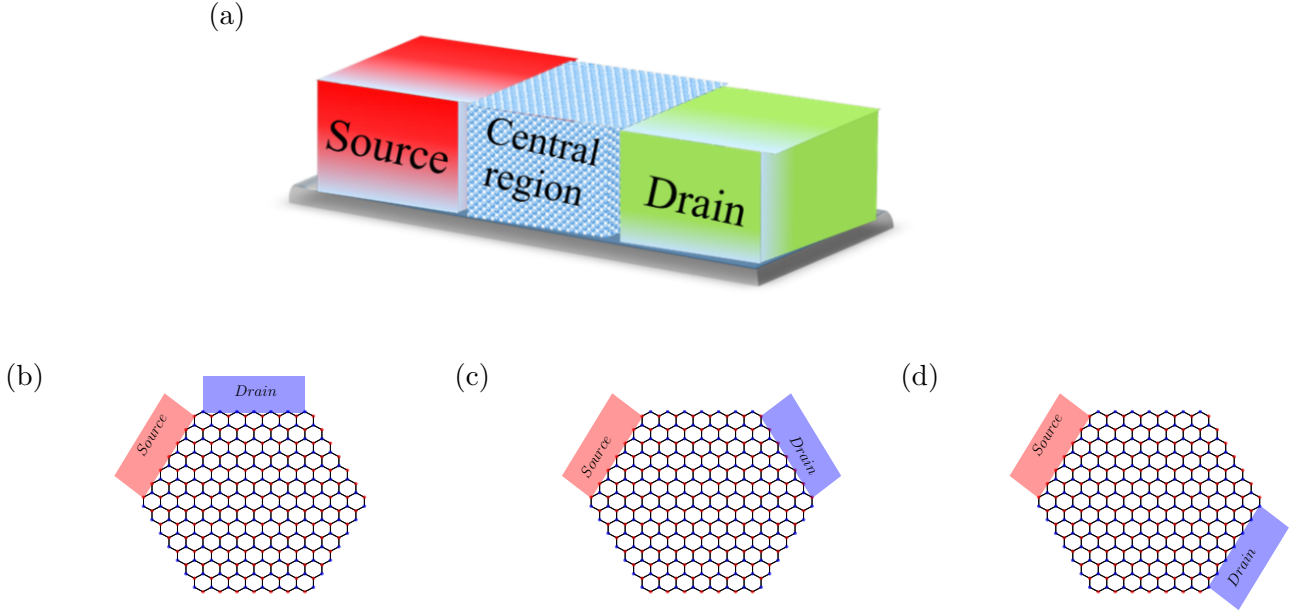 (a)
Source
Central
region
Drain
(b)
Source
Drain
(c)
Source
Drain
(d)
Source
Drain